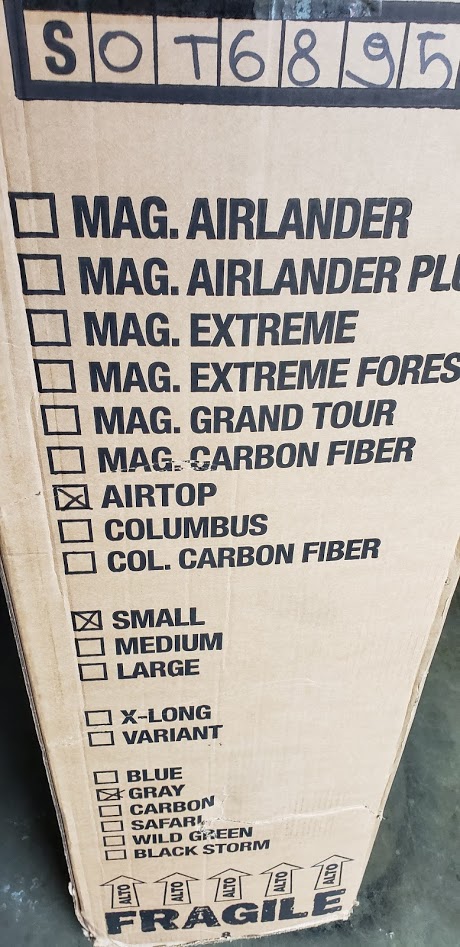 SOT6895
MAG. AIRLANDER
MAG. AIRLANDER
MAG. EXTREME
MAG. EXTREME FORES
MAG. GRAND TOUR
MAG. CARBON FIBER
AIRTOP
COLUMBUS
COL. CARBON FIBER
SMALL
MEDIUM
LARGE
X-LONG
VARIANT
BLUE
GRAY
CARBON
SAFARI
WILD GREEN
BLACK STORM
ALTO ALTO ALTO ALTO ALTO
FRAGILE
8